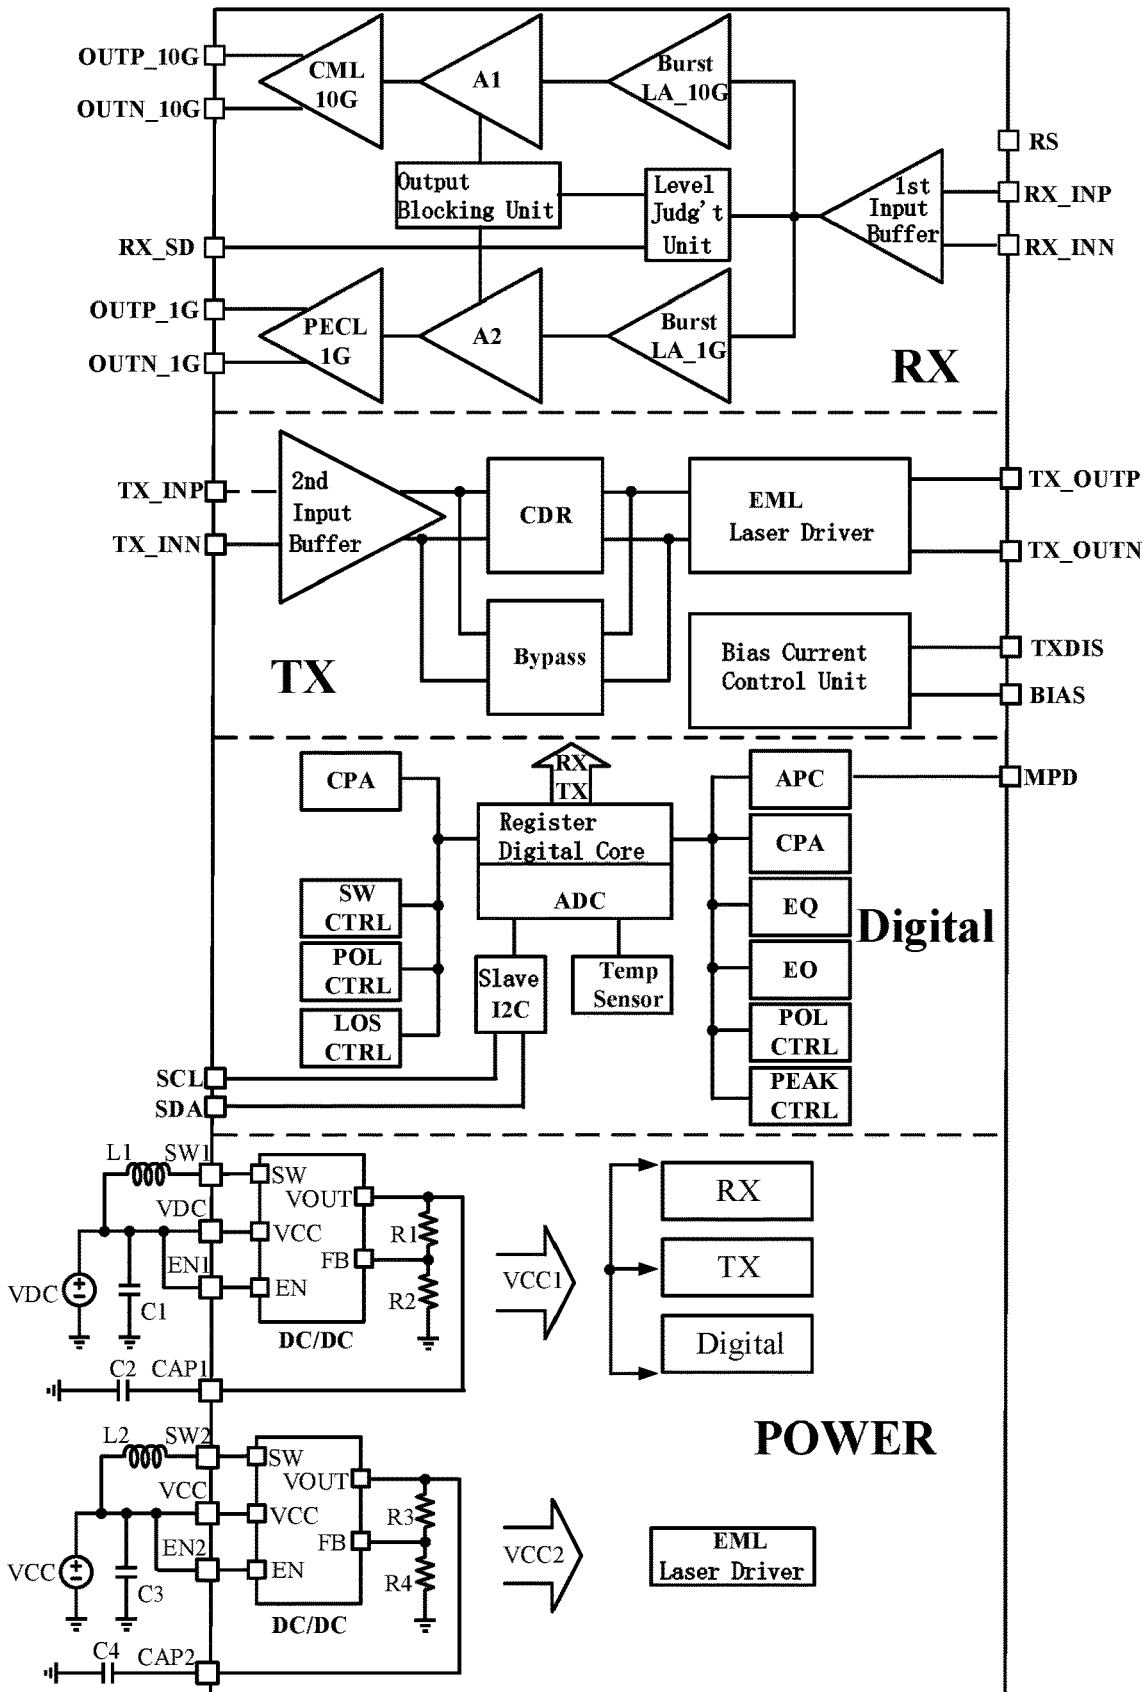 OUTP_10G
OUTN_10G
CML
10G
A1
Burst
LA_10G
RS
RX_INP
RX_INN
1st
Input
Buffer
Output
Blocking Unit
Level
Judg't
Unit
RX_SD
OUTP_1G
OUTN_1G
PECL
1G
A2
Burst
LA_1G
RX
TX_INP
TX_INN
2nd
Input
Buffer
CDR
EML
Laser Driver
TX_OUTP
TX_OUTN
Bypass
Bias Current
Control Unit
TXDIS
BIAS
TX
RX
TX
CPA
Register
Digital Core
ADC
APC
MPD
CPA
SW
CTRL
EQ
Digital
POL
CTRL
Slave
I2C
Temp
Sensor
EO
LOS
CTRL
POL
CTRL
SCL
SDA
PEAK
CTRL
L1
SW1
SW
VOUT
VDC
VCC
R1
EN1
FB
EN
R2
VDC
C1
DC/DC
VCC1
RX
TX
Digital
C2
CAP1
POWER
L2
SW2
SW
VOUT
VCC
VCC
R3
EN2
FB
EN
R4
VCC
C3
DC/DC
VCC2
EML
Laser Driver
C4
CAP2